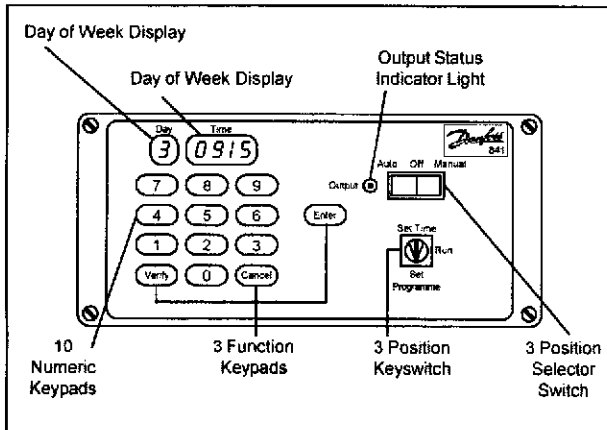 Day of Week Display
Day of Week Display
Output Status
Indicator Light
Day Time
3 0915
Danfoss
841
Auto Off Manual
Output
7 8 9
4 5 6
Enter
1 2 3
Verify 0 Cancel
Set Time
Run
Set
Programme
10
Numeric
Keypads
3 Function
Keypads
3 Position
Keyswitch
3 Position
Selector
Switch